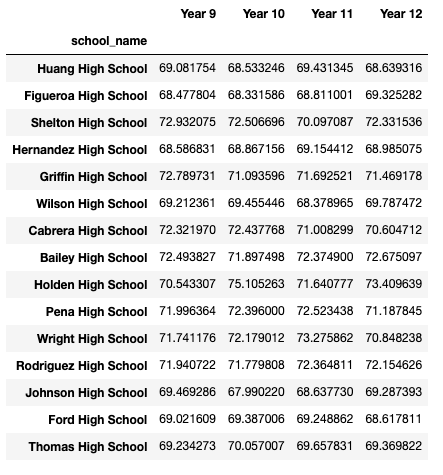 Year 9 Year 10 Year 11 Year 12
school_name
Huang High School 69.081754 68.533246 69.431345 68.639316
Figueroa High School 68.477804 68.331586 68.811001 69.325282
Shelton High School 72.932075 72.506696 70.097087 72.331536
Hernandez High School 68.586831 68.867156 69.154412 68.985075
Griffin High School 72.789731 71.093596 71.692521 71.469178
Wilson High School 69.212361 69.455446 68.378965 69.787472
Cabrera High School 72.321970 72.437768 71.008299 70.604712
Bailey High School 72.493827 71.897498 72.374900 72.675097
Holden High School 70.543307 75.105263 71.640777 73.409639
Pena High School 71.996364 72.396000 72.523438 71.187845
Wright High School 71.741176 72.179012 73.275862 70.848238
Rodriguez High School 71.940722 71.779808 72.364811 72.154626
Johnson High School 69.469286 67.990220 68.637730 69.287393
Ford High School 69.021609 69.387006 69.248862 68.617811
Thomas High School 69.234273 70.057007 69.657831 69.369822